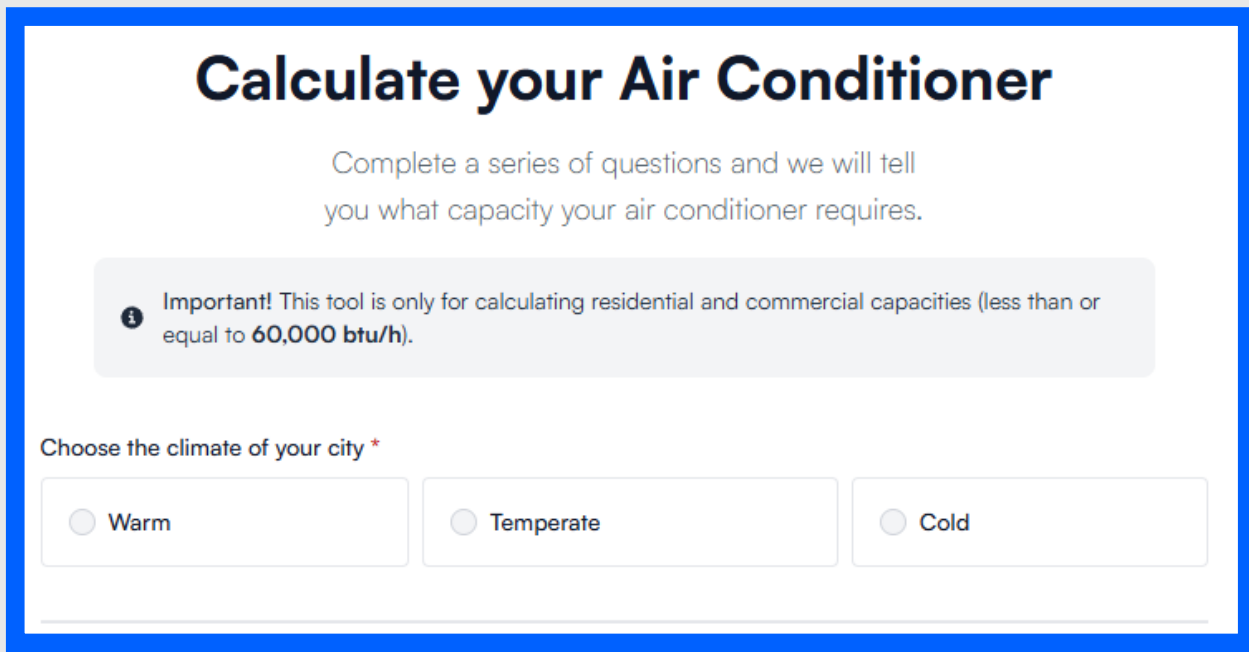 Calculate your Air Conditioner
Complete a series of questions and we will tell
you what capacity your air conditioner requires.
Important! This tool is only for calculating residential and commercial capacities (less than or
equal to 60,000 btu/h).
Choose the climate of your city *
Warm
Temperate
Cold